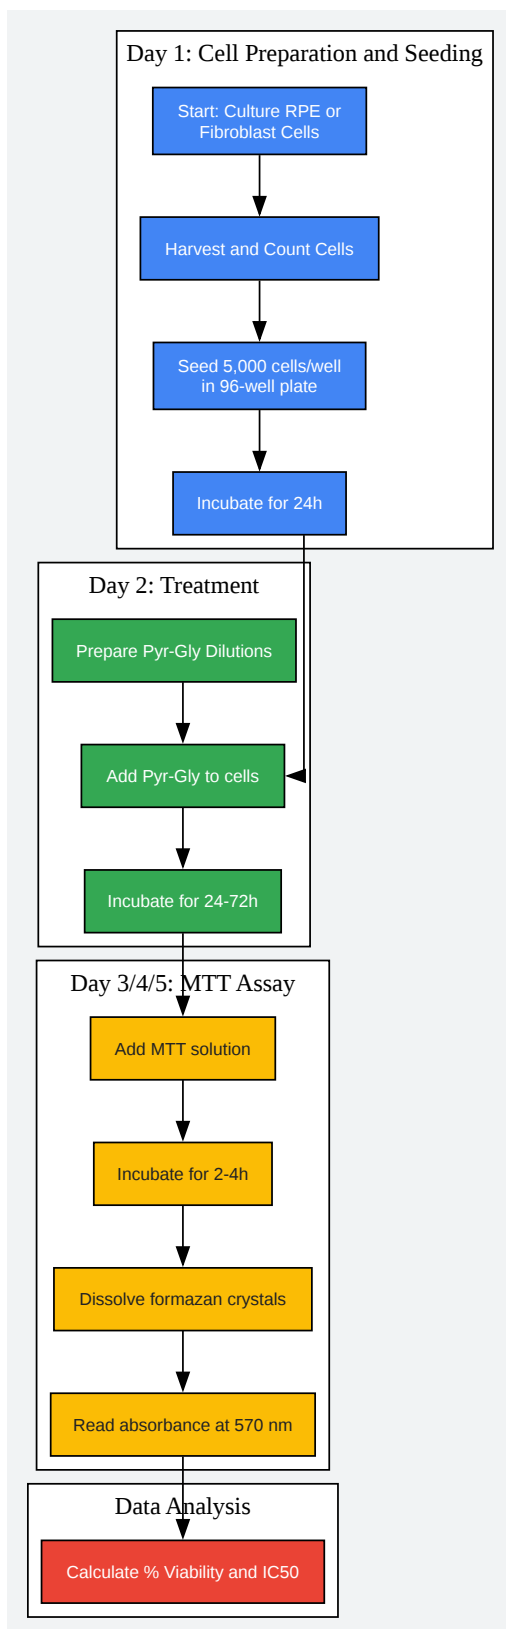 Day 1: Cell Preparation and Seeding
Start: Culture RPE or
Fibroblast Cells
Harvest and Count Cells
Seed 5,000 cells/well
in 96-well plate
Incubate for 24h
Day 2: Treatment
Prepare Pyr-Gly Dilutions
Add Pyr-Gly to cells
Incubate for 24-72h
Day 3/4/5: MTT Assay
Add MTT solution
Incubate for 2-4h
Dissolve formazan crystals
Read absorbance at 570 nm
Data Analysis
Calculate % Viability and IC50